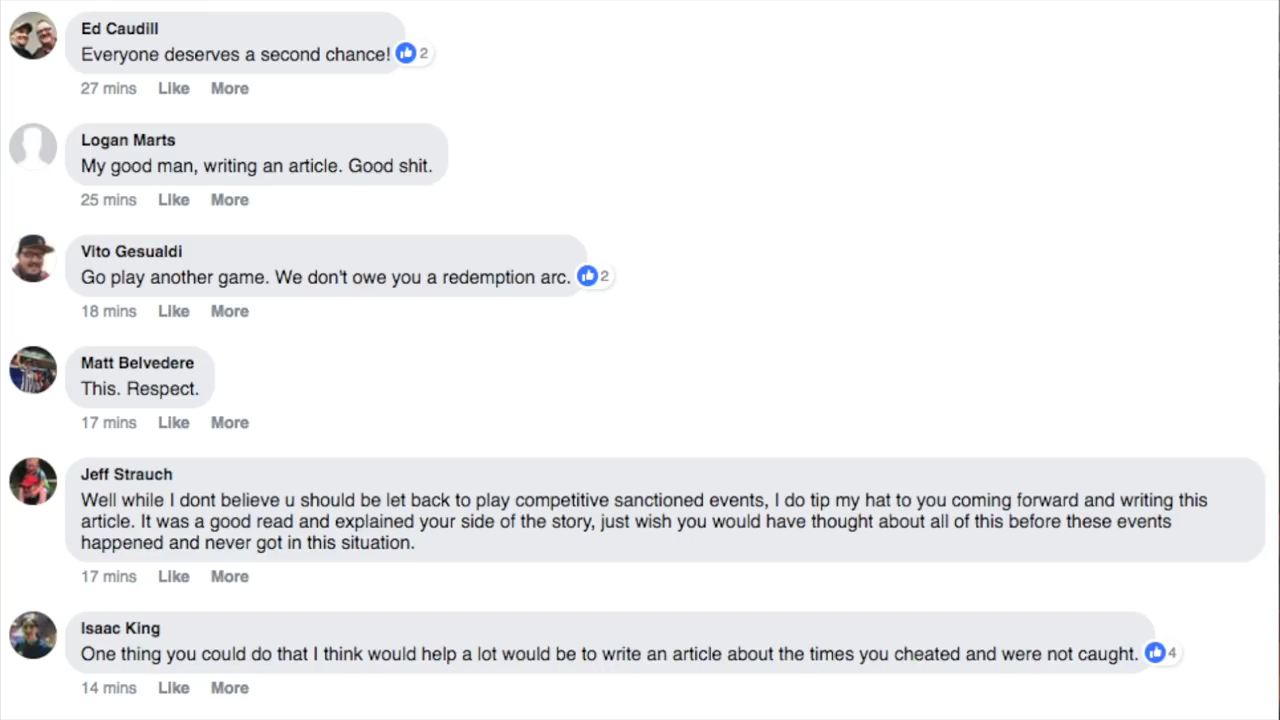 Ed Caudill
Everyone deserves a second chance! 2
27 mins Like More
Logan Marts
My good man, writing an article. Good shit.
25 mins Like More
Vito Gesualdi
Go play another game. We don't owe you a redemption arc. 2
18 mins Like More
Matt Belvedere
This. Respect.
17 mins Like More
Jeff Strauch
Well while I dont believe u should be let back to play competitive sanctioned events, I do tip my hat to you coming forward and writing this
article. It was a good read and explained your side of the story, just wish you would have thought about all of this before these events
happened and never got in this situation.
17 mins Like More
Isaac King
One thing you could do that I think would help a lot would be to write an article about the times you cheated and were not caught. 4
14 mins Like More